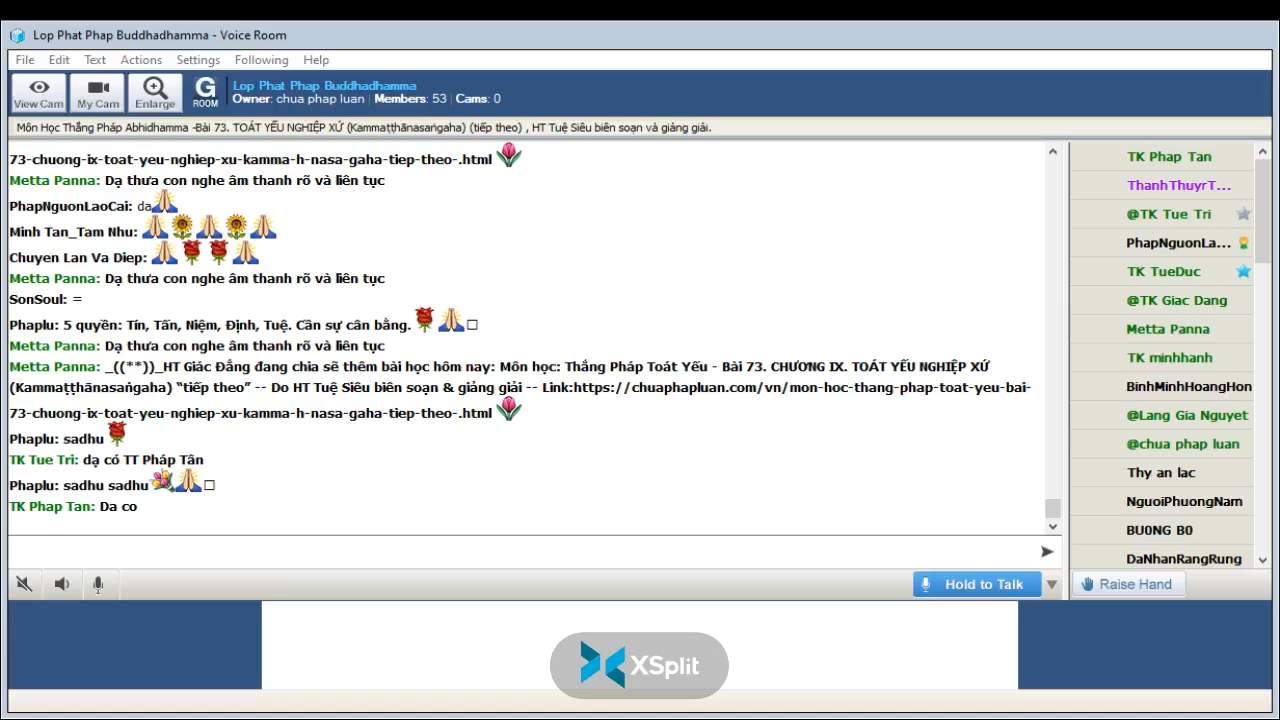 Lop Phat Phap Buddhadhamma - Voice Room
File Edit Text Actions Settings Following Help
View Cam My Cam Enlarge G ROOM
Lop Phat Phap Buddhadhamma
Owner: chua phap luan | Members: 53 | Cams: 0
Môn Học Thắng Pháp Abhidhamma -Bài 73. TOÁT YẾU NGHIỆP XỨ (Kammaṭṭhānasaṅgaha) (tiếp theo) , HT Tuệ Siêu biên soạn và giảng giải.
73-chuong-ix-toat-yeu-nghiep-xu-kamma-h-nasa-gaha-tiep-theo-.html
Metta Panna: Dạ thưa con nghe âm thanh rõ và liên tục
PhapNguonLaoCai: da
Minh Tan_Tam Nhu:
Chuyen Lan Va Diep:
Metta Panna: Dạ thưa con nghe âm thanh rõ và liên tục
SonSoul: =
Phaplu: 5 quyền: Tín, Tấn, Niệm, Định, Tuệ. Cần sự cân bằng.
Metta Panna: Dạ thưa con nghe âm thanh rõ và liên tục
Metta Panna: _((**))_HT Giác Đẳng đang chia sẽ thêm bài học hôm nay: Môn học: Thắng Pháp Toát Yếu - Bài 73. CHƯƠNG IX. TOÁT YẾU NGHIỆP XỨ
(Kammaṭṭhānasaṅgaha) “tiếp theo” -- Do HT Tuệ Siêu biên soạn & giảng giải -- Link:https://chuaphapluan.com/vn/mon-hoc-thang-phap-toat-yeu-bai-
73-chuong-ix-toat-yeu-nghiep-xu-kamma-h-nasa-gaha-tiep-theo-.html
Phaplu: sadhu
TK Tue Tri: dạ có TT Pháp Tân
Phaplu: sadhu sadhu
TK Phap Tan: Da co
Hold to Talk
TK Phap Tan
ThanhThuyrT...
@TK Tue Tri
PhapNguonLa...
TK TueDuc
@TK Giac Dang
Metta Panna
TK minhhanh
BinhMinhHoangHon
@Lang Gia Nguyet
@chua phap luan
Thy an lac
NguoiPhuongNam
BU0NG B0
DaNhanRangRung
Raise Hand
XSplit